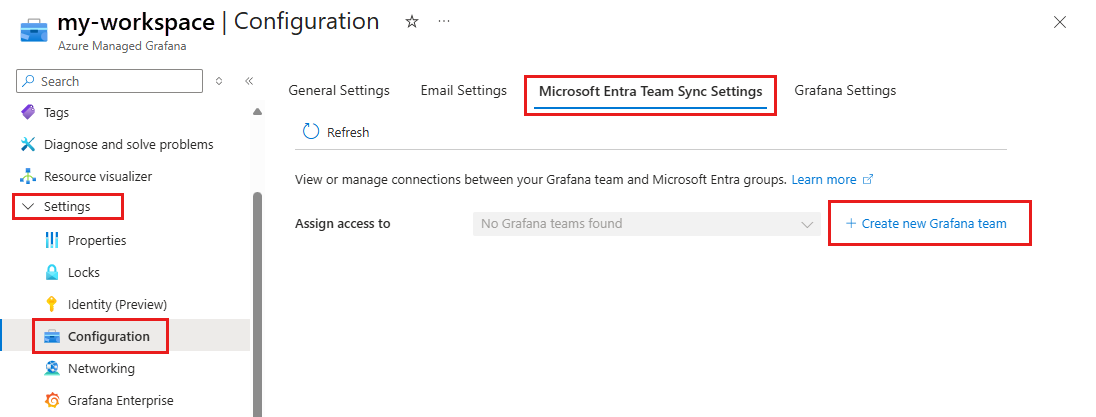 my-workspace | Configuration
Azure Managed Grafana
Search
Tags
Diagnose and solve problems
Resource visualizer
Settings
Properties
Locks
Identity (Preview)
Configuration
Networking
Grafana Enterprise
General Settings
Email Settings
Microsoft Entra Team Sync Settings
Grafana Settings
Refresh
View or manage connections between your Grafana team and Microsoft Entra groups. Learn more
Assign access to
No Grafana teams found
+ Create new Grafana team